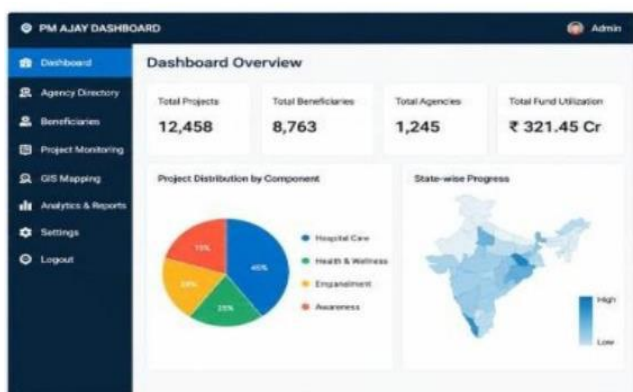 PM AJAY DASHBOARD
Admin
Dashboard
Agency Directory
Beneficiaries
Project Monitoring
GIS Mapping
Analytics & Reports
Settings
Logout
Dashboard Overview
Total Projects
12,458
Total Beneficiaries
8,763
Total Agencies
1,245
Total Fund Utilization
₹ 321.45 Cr
Project Distribution by Component
45%
25%
Hospital Care
Health & Wellness
Empanelment
Awareness
State-wise Progress
High
Low